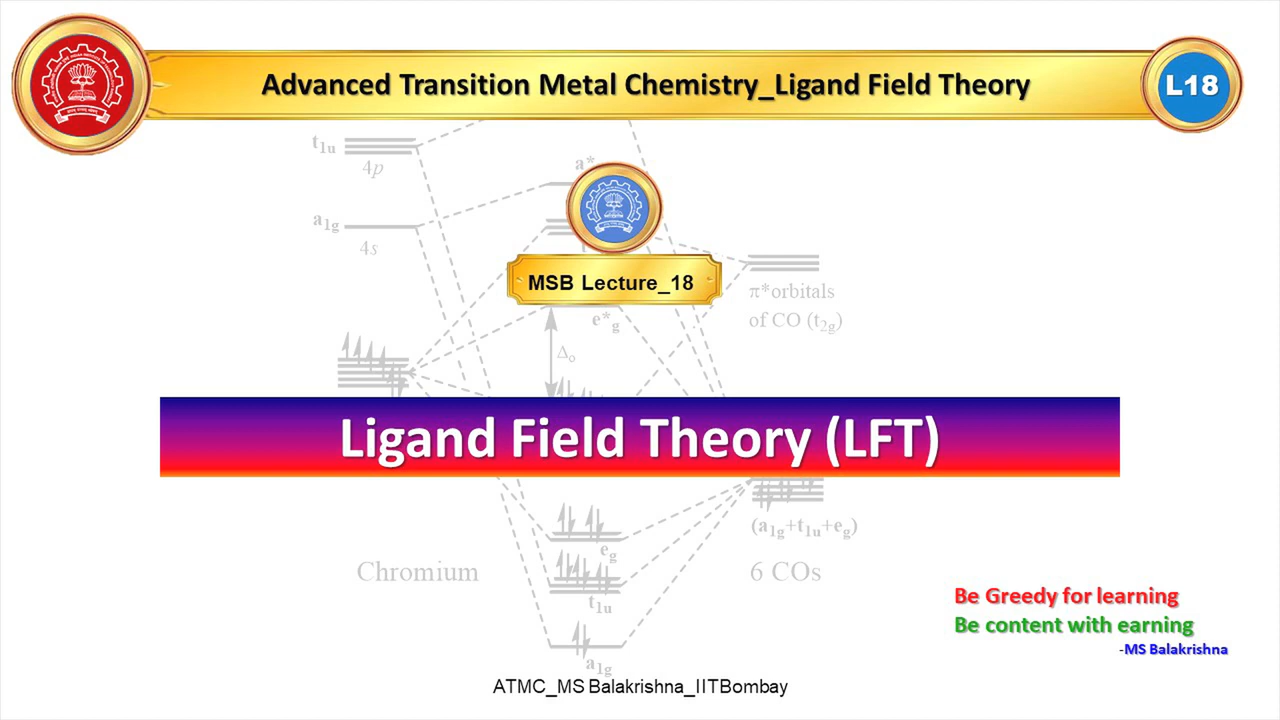 Advanced Transition Metal Chemistry_Ligand Field Theory
L18
t1u
4p
a*
a1g
4s
MSB Lecture_18
π*orbitals
of CO (t2g)
e*g
Δo
Ligand Field Theory (LFT)
(a1g+t1u+eg)
eg
Chromium
6 COs
t1u
a1g
Be Greedy for learning
Be content with earning
-MS Balakrishna
ATMC_MS Balakrishna_IITBombay